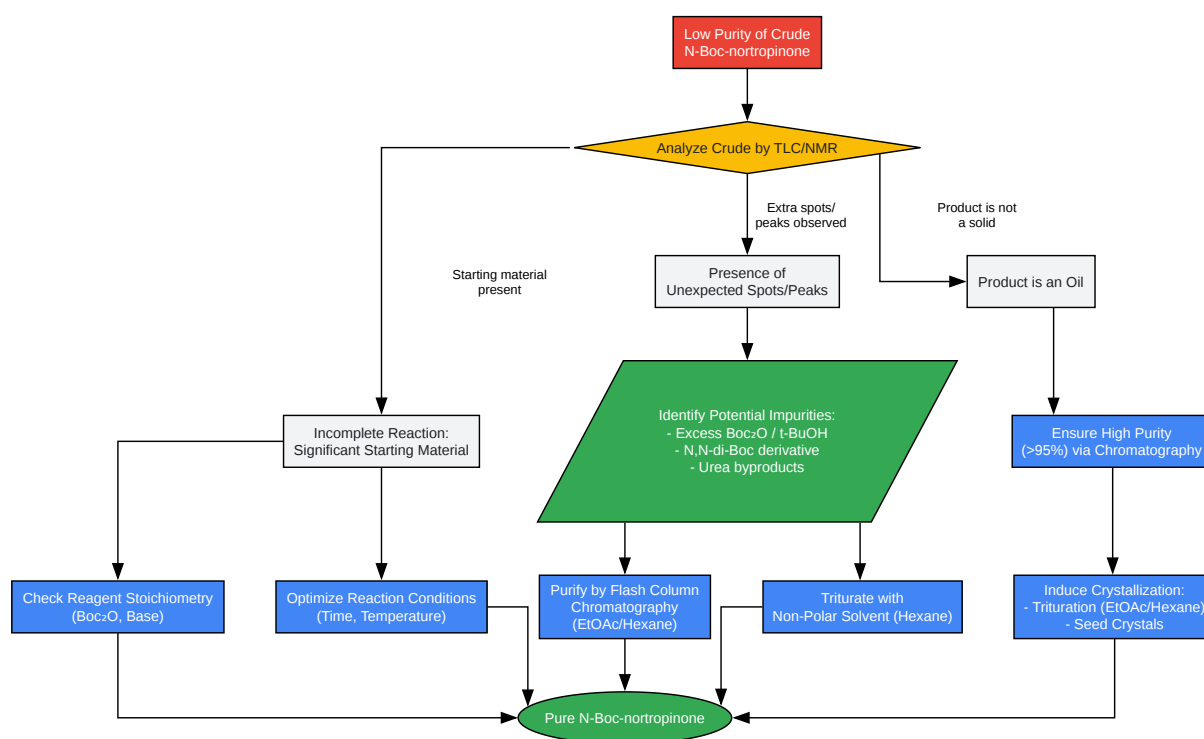 Low Purity of Crude
N-Boc-nortropinone
Analyze Crude by TLC/NMR
Extra spots/
peaks observed
Product is not
a solid
Starting material
present
Presence of
Unexpected Spots/Peaks
Product is an Oil
Identify Potential Impurities:
- Excess Boc₂O / t-BuOH
- N,N-di-Boc derivative
- Urea byproducts
Incomplete Reaction:
Significant Starting Material
Ensure High Purity
(>95%) via Chromatography
Check Reagent Stoichiometry
(Boc₂O, Base)
Optimize Reaction Conditions
(Time, Temperature)
Purify by Flash Column
Chromatography
(EtOAc/Hexane)
Triturate with
Non-Polar Solvent (Hexane)
Induce Crystallization:
- Trituration (EtOAc/Hexane)
- Seed Crystals
Pure N-Boc-nortropinone